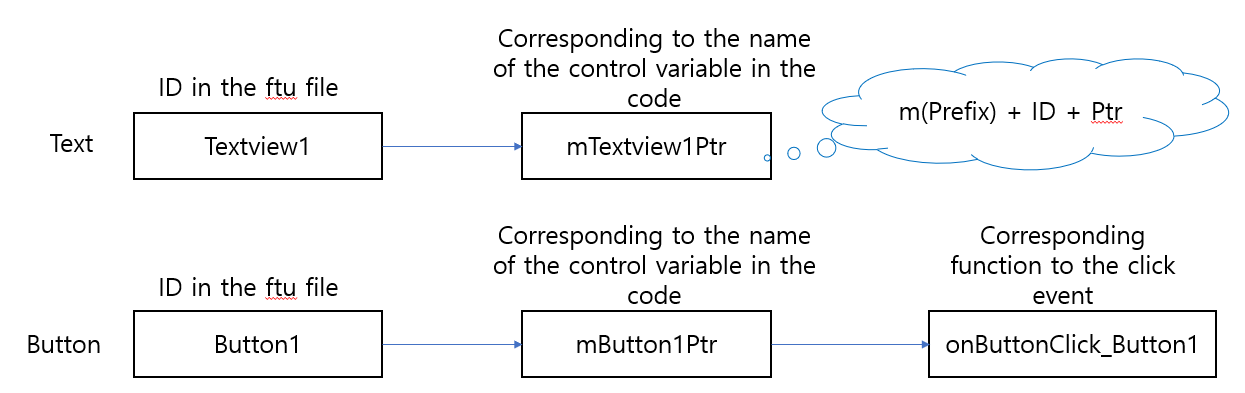 Corresponding to the name
of the control variable in the
code
ID in the ftu file
m(Prefix) + ID + Ptr
Text
Textview1
mTextview1Ptr
Corresponding to the name
of the control variable in the
code
Corresponding
function to the click
event
ID in the ftu file
Button
Button1
mButton1Ptr
onButtonClick_Button1